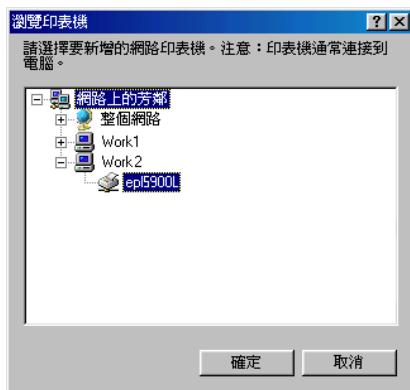 瀏覽印表機
請選擇要新增的網路印表機。注意：印表機通常連接到
電腦。
網路上的芳鄰
整個網路
Work1
Work2
epl5900L
確定
取消